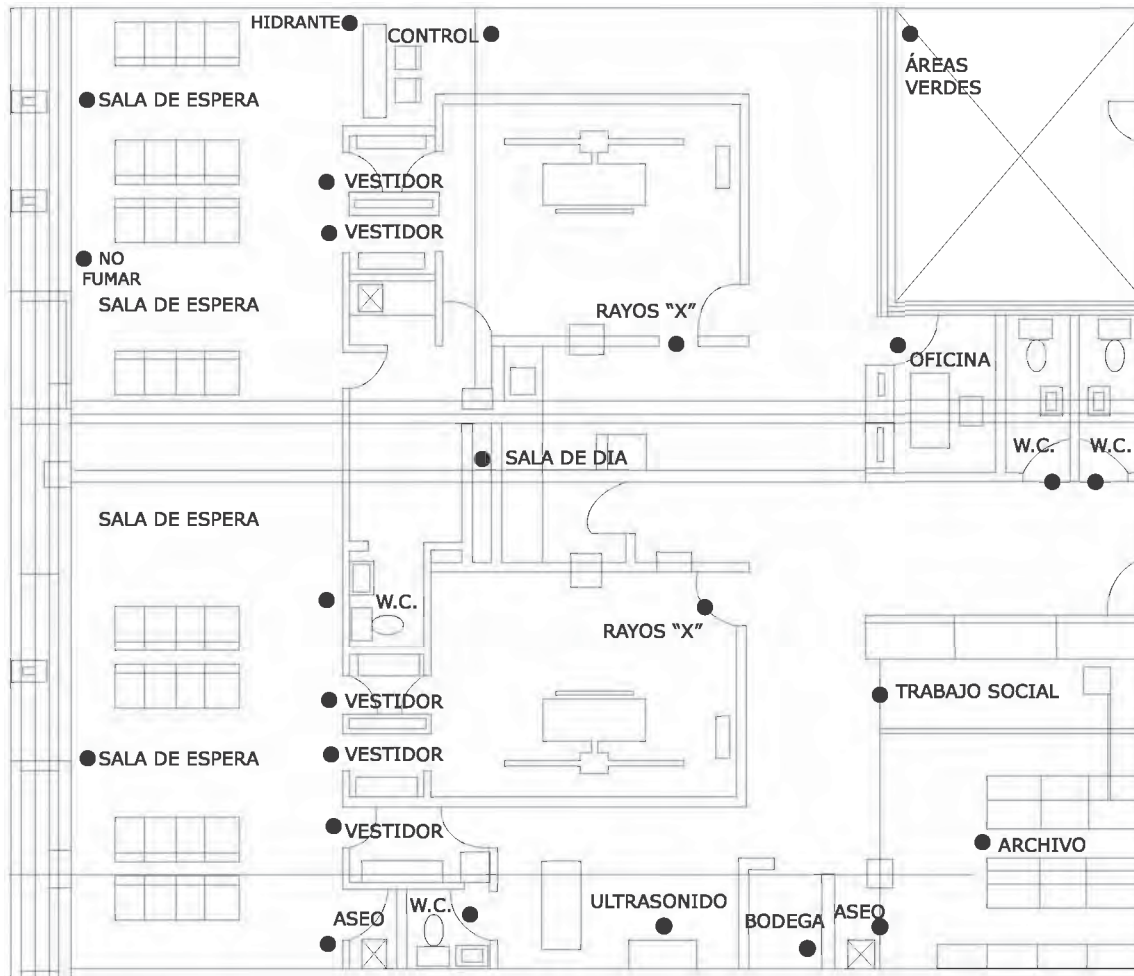 HIDRANTE
CONTROL
ÁREAS
VERDES
SALA DE ESPERA
VESTIDOR
VESTIDOR
NO
FUMAR
SALA DE ESPERA
RAYOS “X”
OFICINA
W.C.
W.C.
SALA DE DIA
SALA DE ESPERA
W.C.
RAYOS “X”
VESTIDOR
TRABAJO SOCIAL
VESTIDOR
SALA DE ESPERA
VESTIDOR
ARCHIVO
ASEO
W.C.
ULTRASONIDO
BODEGA
ASEO